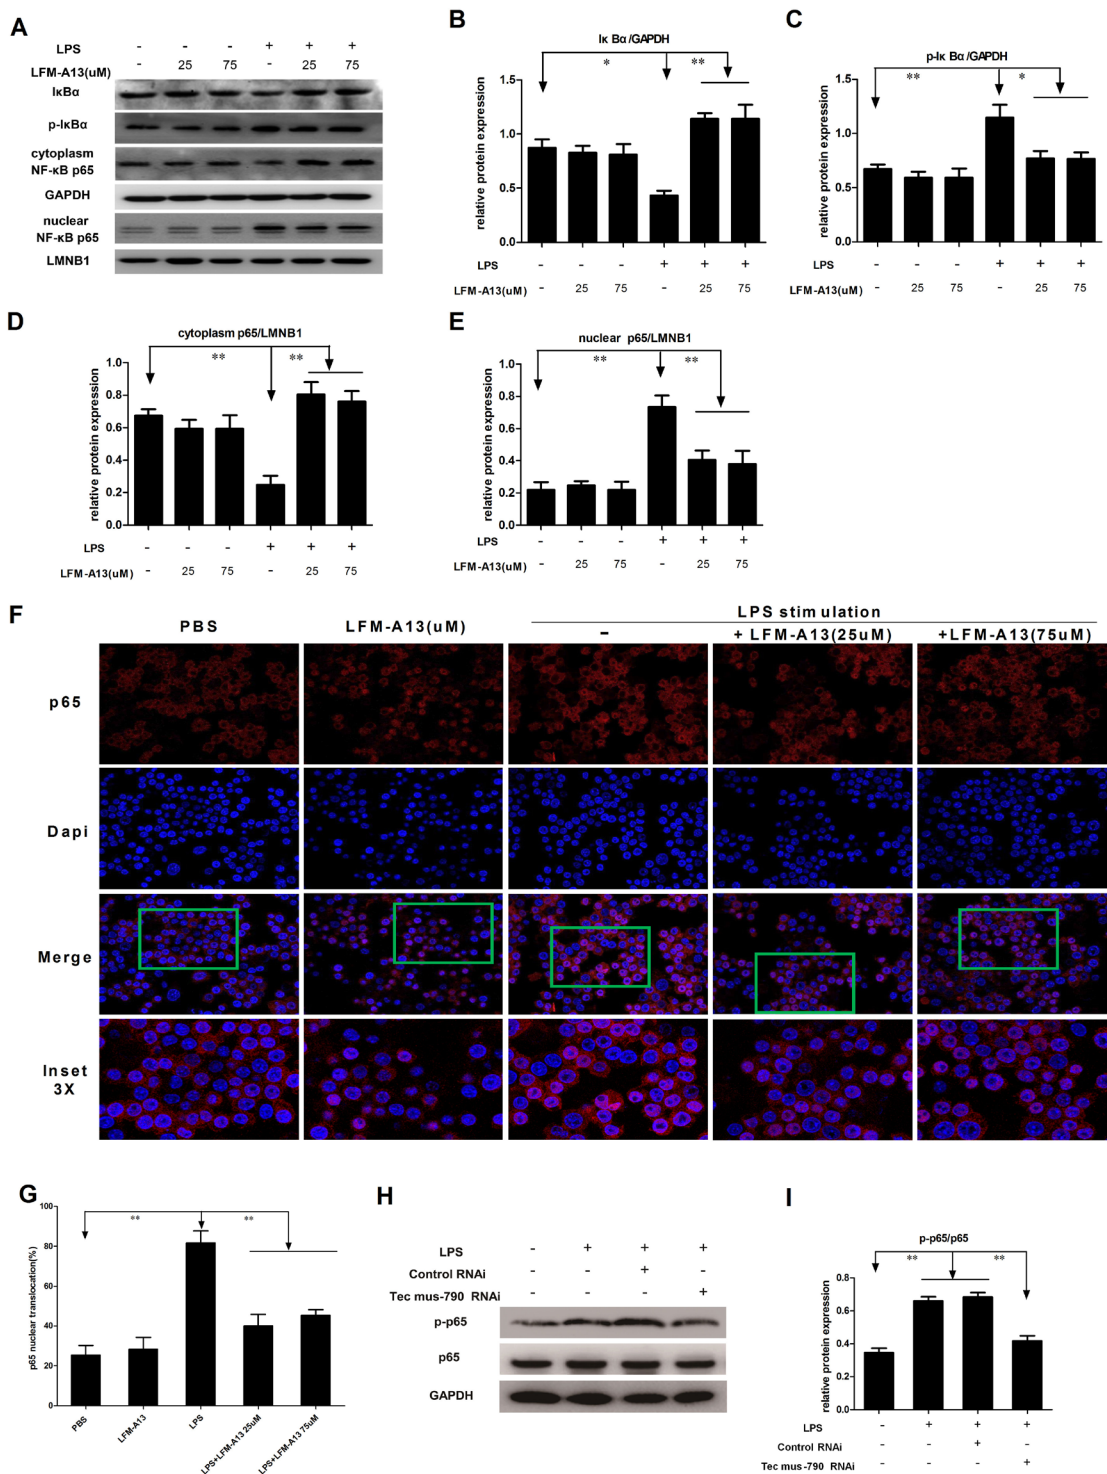 A
LPS - - - + + +
LFM-A13(uM) - 25 75 - 25 75
IκBα
p-IκBα
cytoplasm
NF-κB p65
GAPDH
nuclear
NF-κB p65
LMNB1
B
Iκ Bα/GAPDH
* **
relative protein expression
1.5
1.0
0.5
0.0
LPS - - - + + +
LFM-A13(uM) - 25 75 - 25 75
C
p-Iκ Bα/GAPDH
** *
relative protein expression
1.5
1.0
0.5
0.0
LPS - - - + + +
LFM-A13(uM) - 25 75 - 25 75
D
cytoplasm p65/LMNB1
** **
relative protein expression
1.0
0.8
0.6
0.4
0.2
0.0
LPS - - - + + +
LFM-A13(uM) - 25 75 - 25 75
E
nuclear p65/LMNB1
** **
relative protein expression
1.0
0.8
0.6
0.4
0.2
0.0
LPS - - - + + +
LFM-A13(uM) - 25 75 - 25 75
F
LPS stimulation
PBS LFM-A13(uM) - + LFM-A13(25uM) +LFM-A13(75uM)
p65
Dapi
Merge
Inset
3X
G
** **
p65 nuclear translocation(%)
100
80
60
40
20
0
PBS LFM-A13 LPS LPS+LFM-A13 25uM LPS+LFM-A13 75uM
H
LPS - + + +
Control RNAi - - + -
Tec mus-790 RNAi - - - +
p-p65
p65
GAPDH
I
p-p65/p65
** **
relative protein expression
0.8
0.6
0.4
0.2
0.0
LPS - + + +
Control RNAi - - + -
Tec mus-790 RNAi - - - +